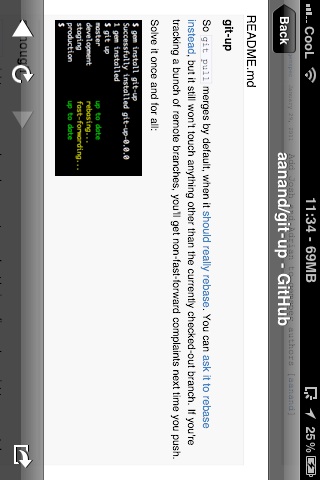 CooL 11:34 - 69MB 25 %
Back aanand/git-up - GitHub
README.md
git-up
So git pull merges by default, when it should really rebase. You can ask it to rebase
instead, but it still won't touch anything other than the currently checked-out branch. If you're
tracking a bunch of remote branches, you'll get non-fast-forward complaints next time you push.
Solve it once and for all:
$ gem install git-up
Successfully installed git-up-0.0.0
1 gem installed
$ git up
master up to date
development rebasing...
staging fast-forwarding...
production up to date
$